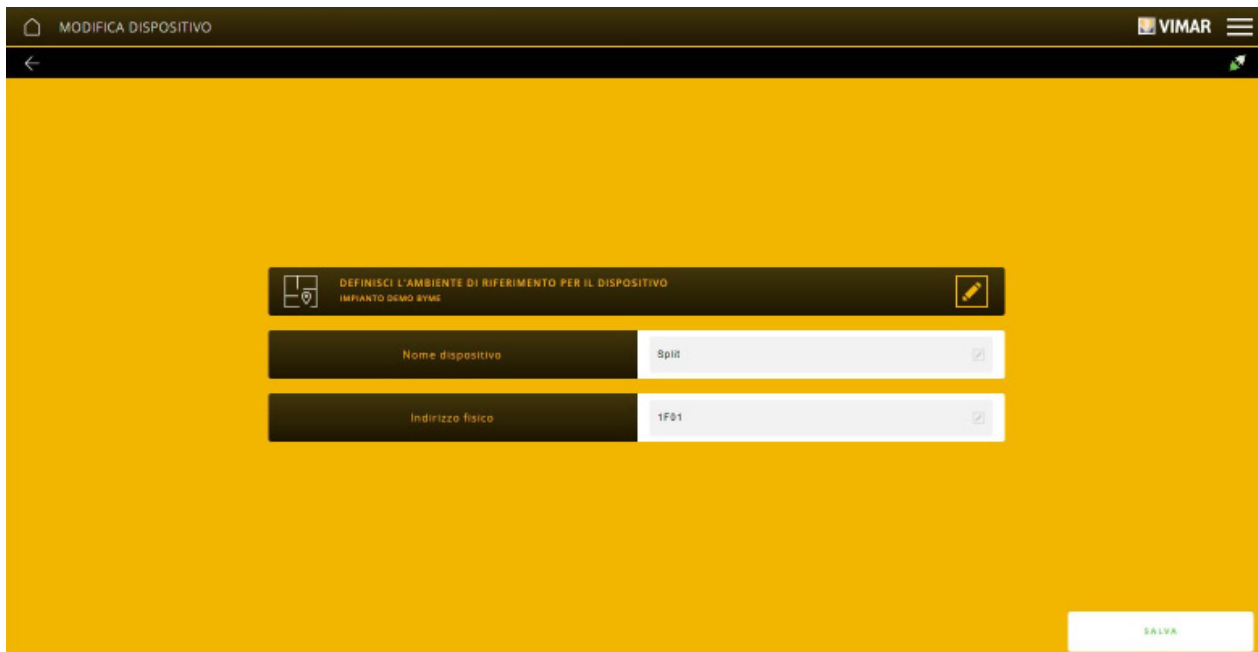 MODIFICA DISPOSITIVO
VIMAR
DEFINISCI L'AMBIENTE DI RIFERIMENTO PER IL DISPOSITIVO
IMPIANTO DEMO BYME
Nome dispositivo
Split
Indirizzo fisico
1F01
SALVA